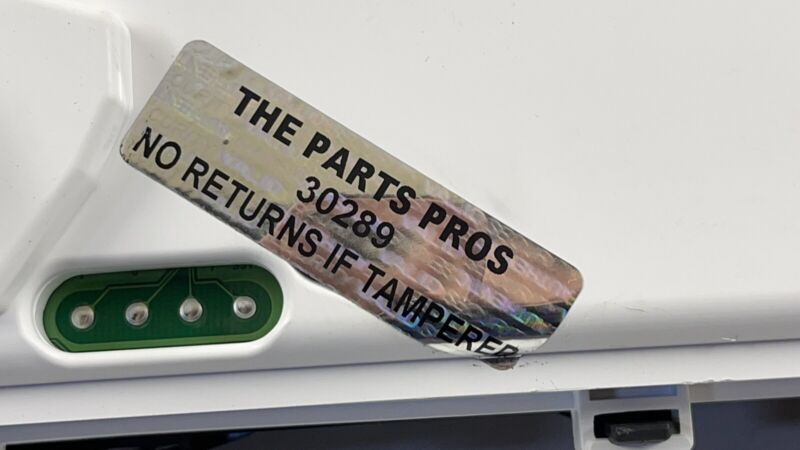 THE PARTS PROS
30289
NO RETURNS IF TAMPERED